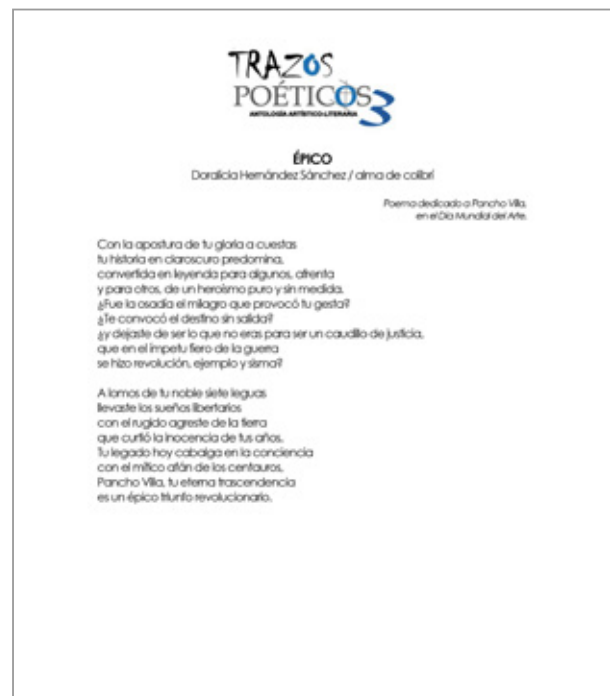 TRAZOS
POÉTICOS 3
ANTOLOGÍA ARTÍSTICO-LITERARIA
ÉPICO
Doralicia Hernández Sánchez / alma de colibrí
Poema dedicado a Pancho Villa,
en el Día Mundial del Arte.
Con la apostura de tu gloria a cuestas
tu historia en claroscuro predomina,
convertida en leyenda para algunos, afrenta
y para otros, de un heroísmo puro y sin medida.
¿Fue la osadía el milagro que provocó tu gesta?
¿Te convocó el destino sin salida?
¿y dejaste de ser lo que no eras para ser un caudillo de justicia,
que en el ímpetu fiero de la guerra
se hizo revolución, ejemplo y sisma?
A lomos de tu noble siete leguas
llevaste los sueños libertarios
con el rugido agreste de la tierra
que curtió la inocencia de tus años.
Tu legado hoy cabalga en la conciencia
con el mítico afán de los centauros,
Pancho Villa, tu eterna trascendencia
es un épico triunfo revolucionario.